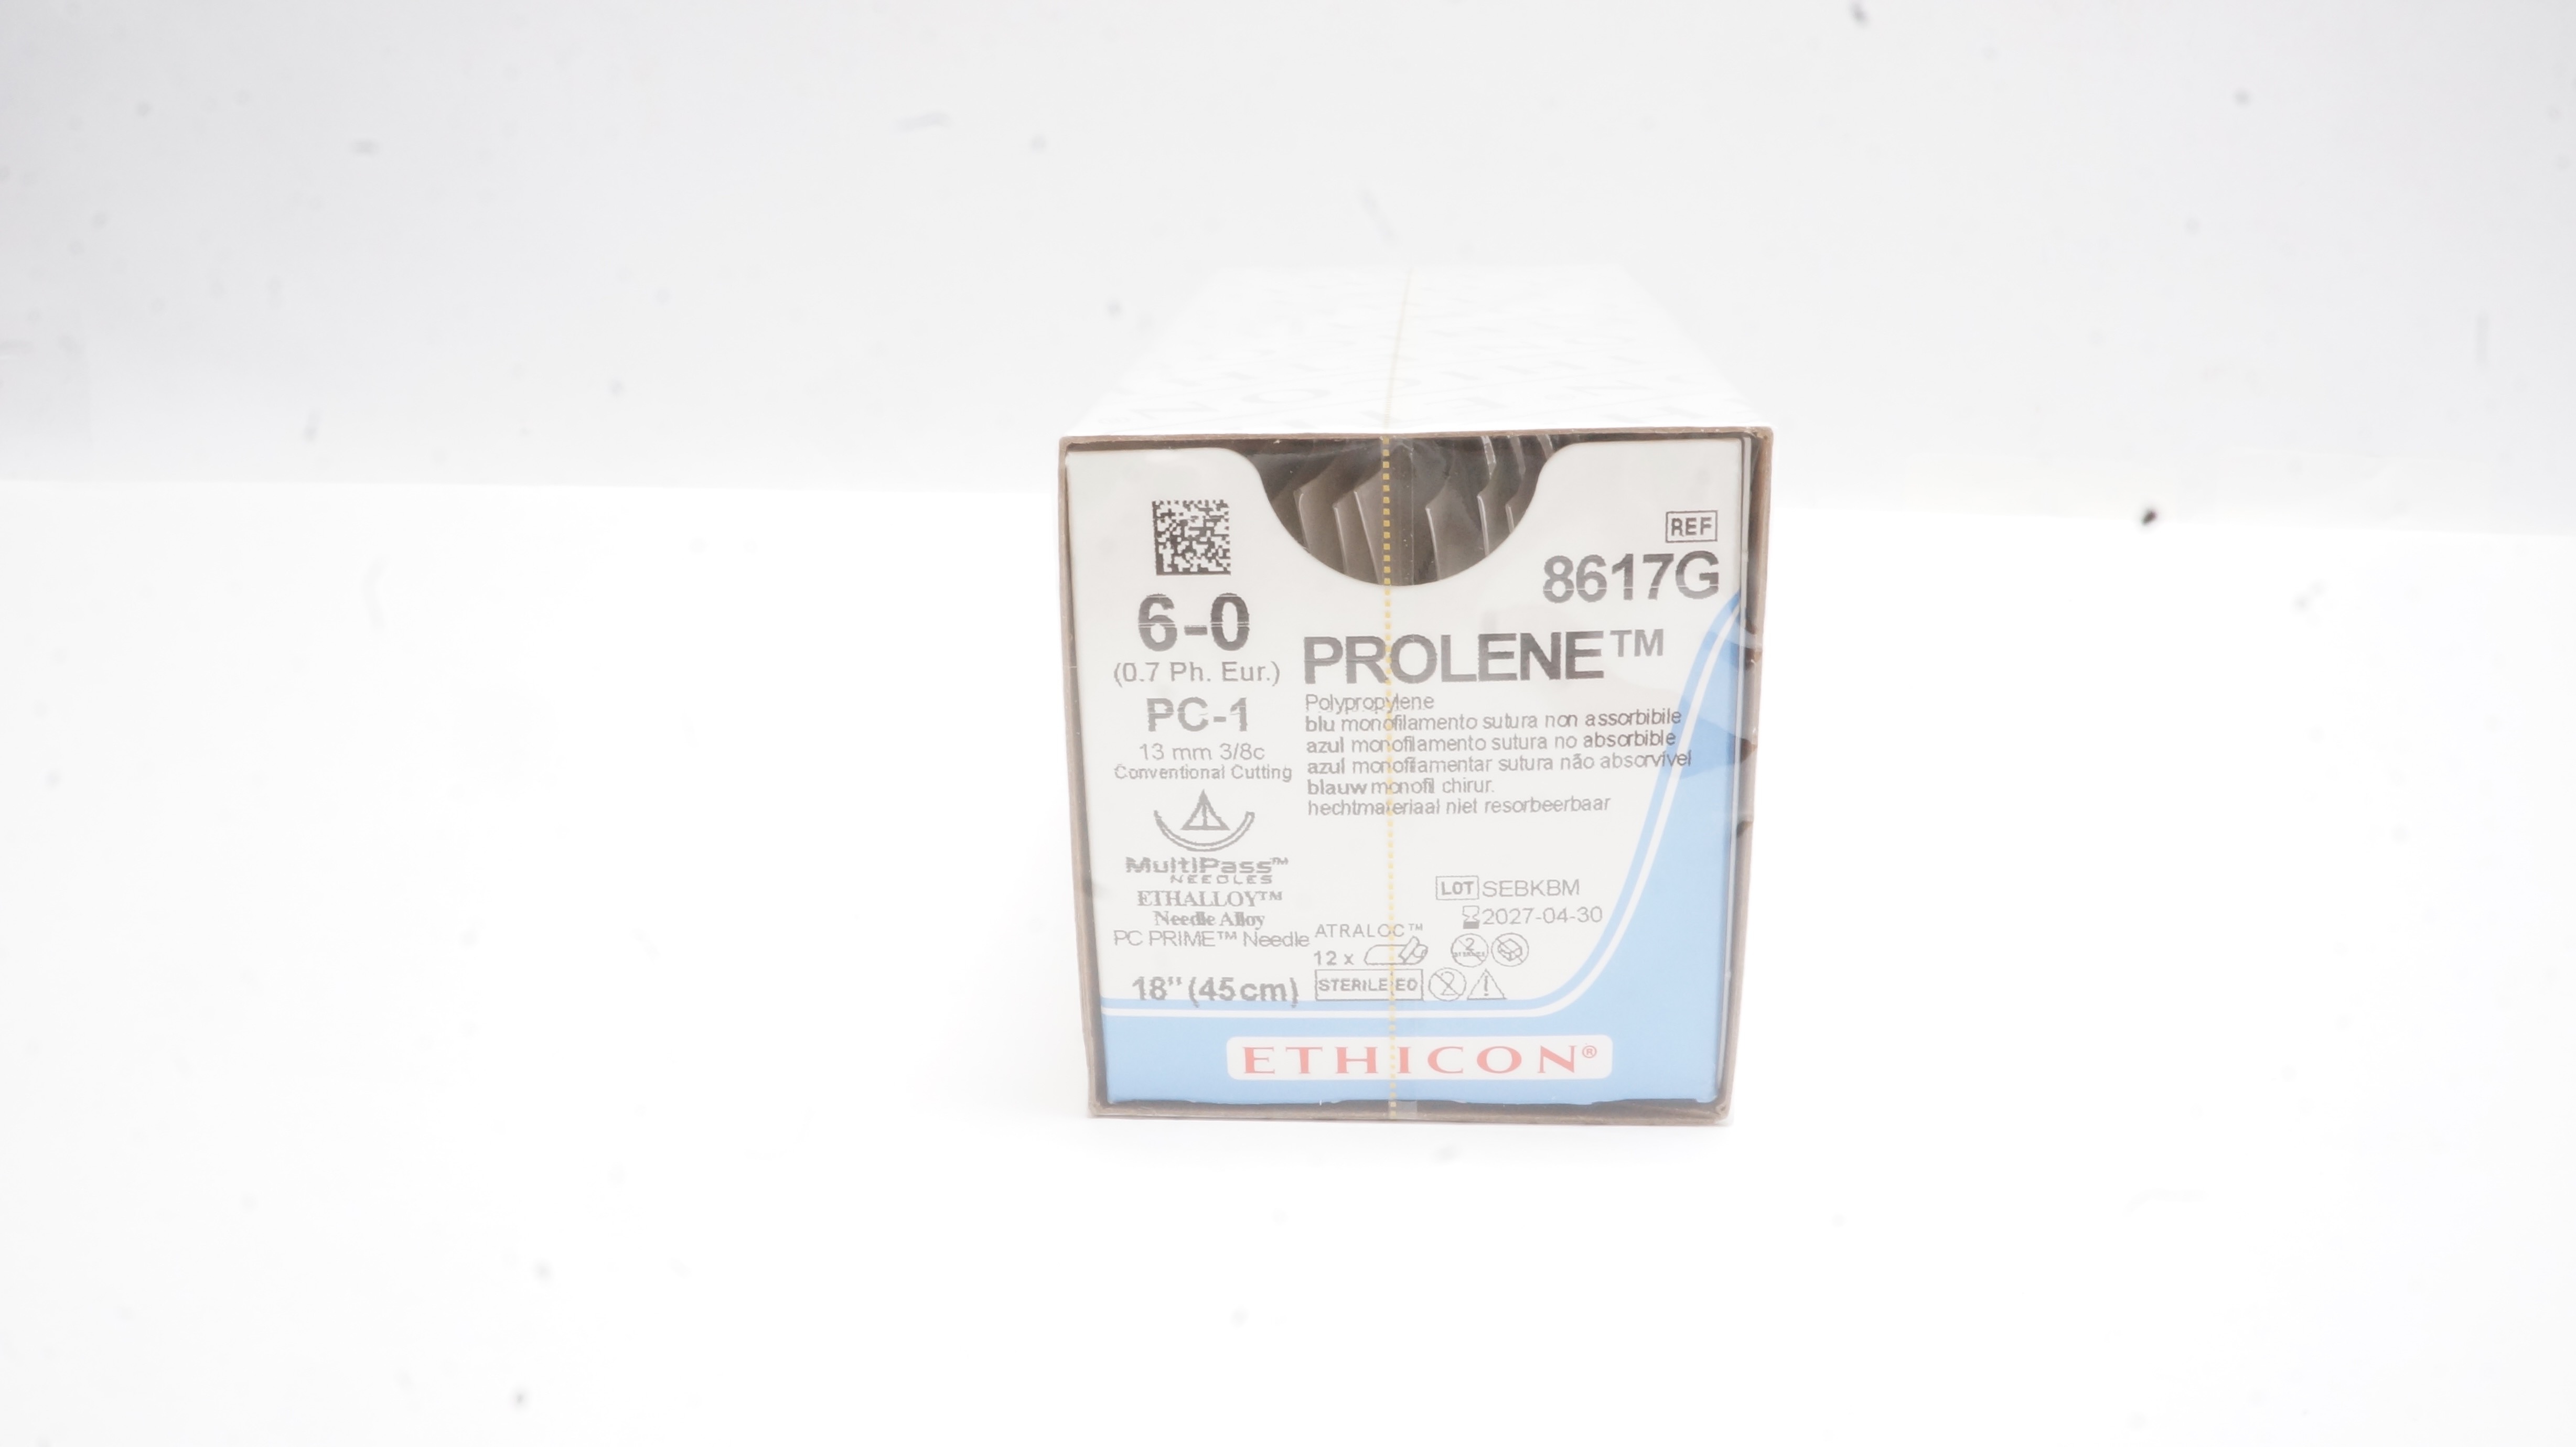 REF
8617G
6-0
(0.7 Ph. Eur.)
PC-1
13 mm 3/8c
Conventional Cutting
MultiPass™
NEEDLES
ETHALLOY™
Needle Alloy
PC PRIME™ Needle
18" (45cm)
PROLENE™
Polypropylene
blu monofilamento sutura non assorbibile
azul monofilamento sutura no absorbible
azul monofilamentar sutura não absorvível
blauw monofil chirur.
hechtmateriaal niet resorbeerbaar
LOT SEBKBM
2027-04-30
ATRALOC™
12 x
2
STERILE EO
2
ETHICON®